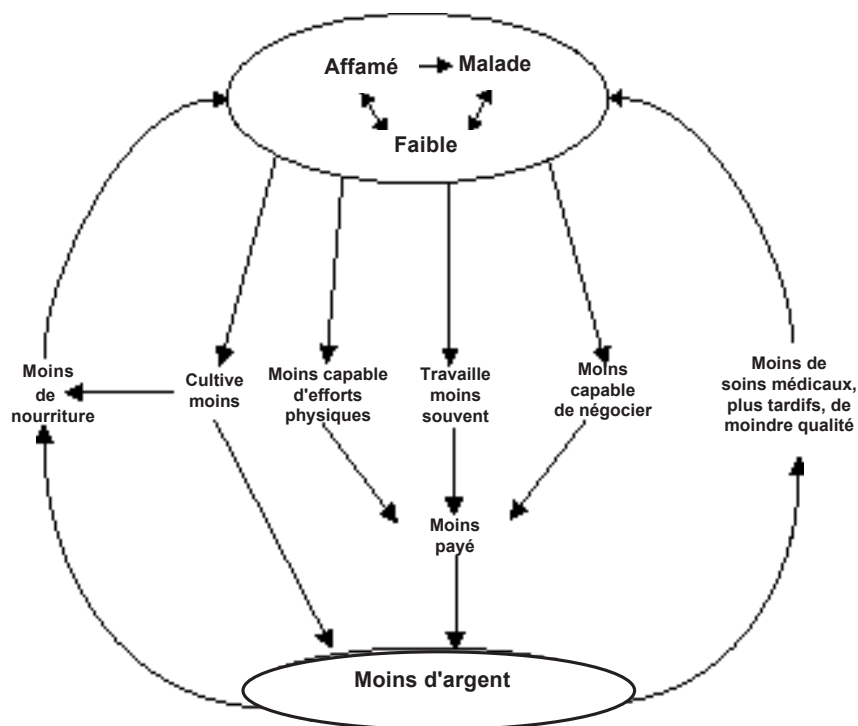 Affamé
Malade
Faible
Moins
de
nourriture
Cultive
moins
Moins capable
d'efforts
physiques
Travaille
moins
souvent
Moins
capable
de négocier
Moins de
soins médicaux,
plus tardifs, de
moindre qualité
Moins
payé
Moins d'argent